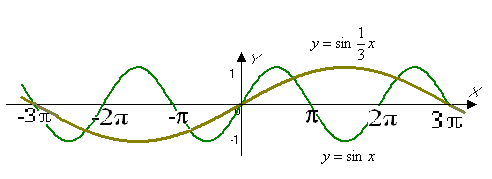 y = sin 1/3 x
Y
1
X
-3π -2π -π 0 π 2π 3π
-1
y = sin x